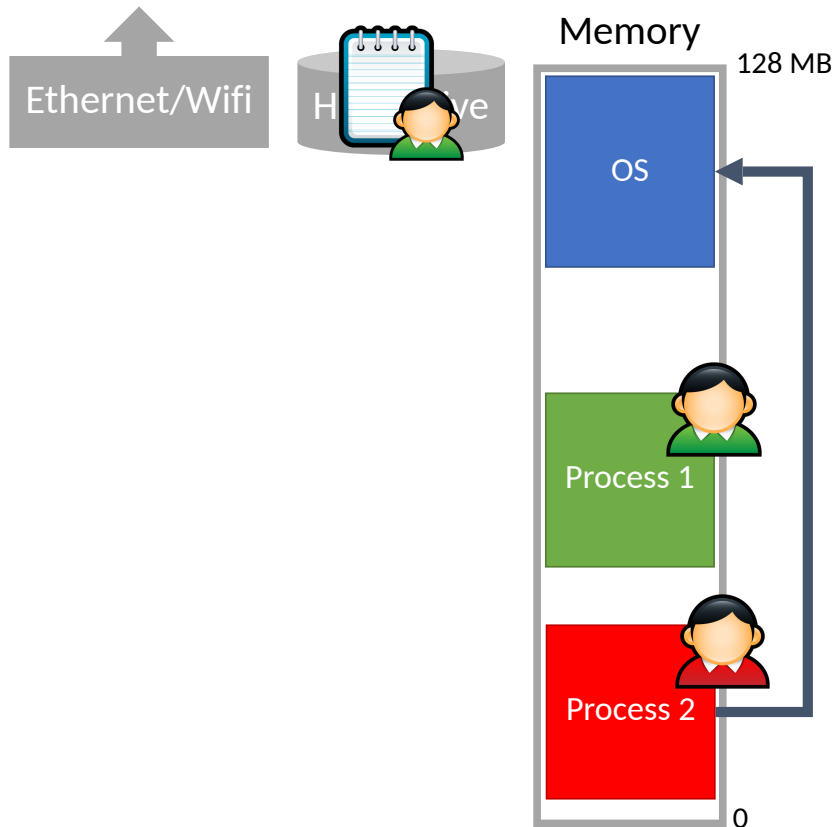 Memory
128 MB
Ethernet/Wifi
OS
Process 1
Process 2
0